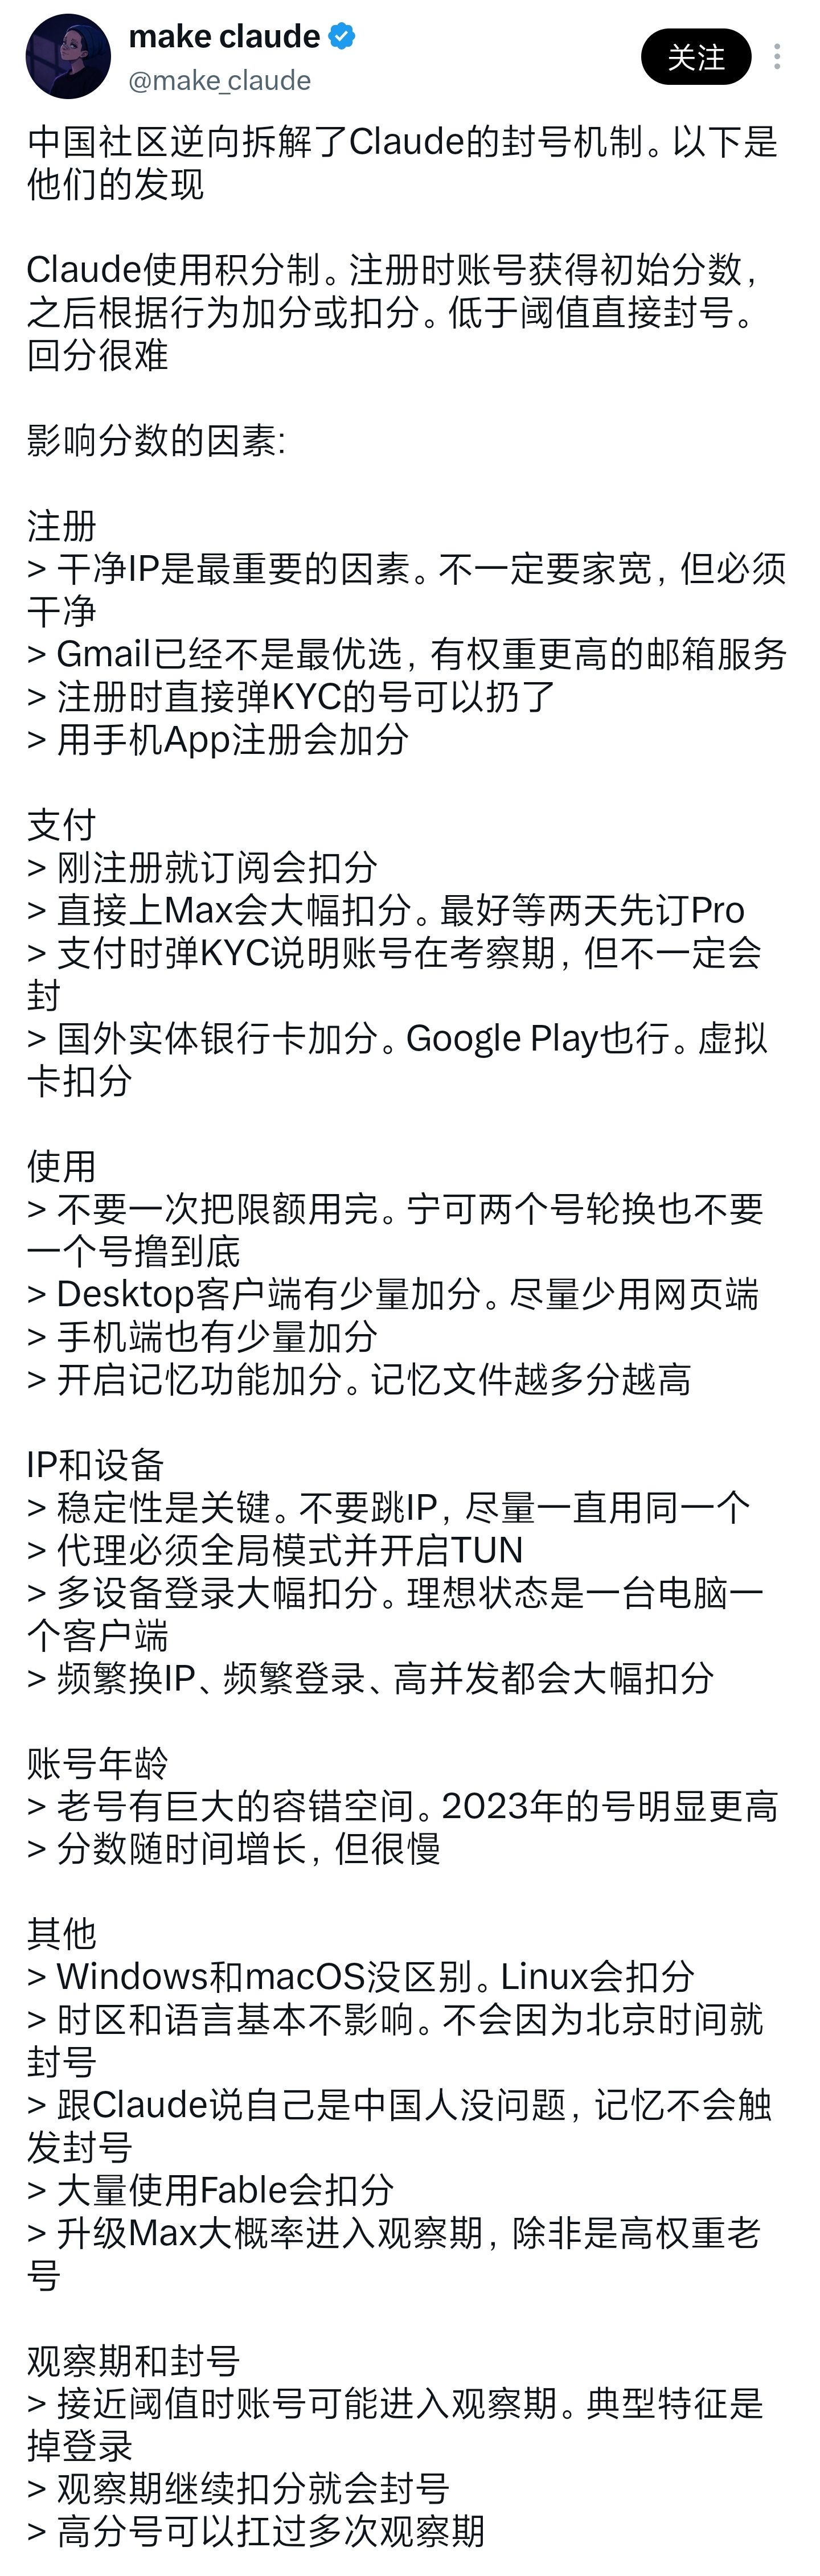 make claude
@make_claude
关注
中国社区逆向拆解了Claude的封号机制。以下是
他们的发现
Claude使用积分制。注册时账号获得初始分数,
之后根据行为加分或扣分。低于阈值直接封号。
回分很难
影响分数的因素:
注册
> 干净IP是最重要的因素。不一定要家宽, 但必须
干净
> Gmail已经不是最优选, 有权重更高的邮箱服务
> 注册时直接弹KYC的号可以扔了
> 用手机App注册会加分
支付
> 刚注册就订阅会扣分
> 直接上Max会大幅扣分。最好等两天先订Pro
> 支付时弹KYC说明账号在考察期, 但不一定会
封
> 国外实体银行卡加分。Google Play也行。虚拟
卡扣分
使用
> 不要一次把限额用完。宁可两个号轮换也不要
一个号撸到底
> Desktop客户端有少量加分。尽量少用网页端
> 手机端也有少量加分
> 开启记忆功能加分。记忆文件越多分越高
IP和设备
> 稳定性是关键。不要跳IP, 尽量一直用同一个
> 代理必须全局模式并开启TUN
> 多设备登录大幅扣分。理想状态是一台电脑一
个客户端
> 频繁换IP、频繁登录、高并发都会大幅扣分
账号年龄
> 老号有巨大的容错空间。2023年的号明显更高
> 分数随时间增长, 但很慢
其他
> Windows和macOS没区别。Linux会扣分
> 时区和语言基本不影响。不会因为北京时间就
封号
> 跟Claude说自己是中国人没问题, 记忆不会触
发封号
> 大量使用Fable会扣分
> 升级Max大概率进入观察期, 除非是高权重老
号
观察期和封号
> 接近阈值时账号可能进入观察期。典型特征是
掉登录
> 观察期继续扣分就会封号
> 高分号可以扛过多次观察期